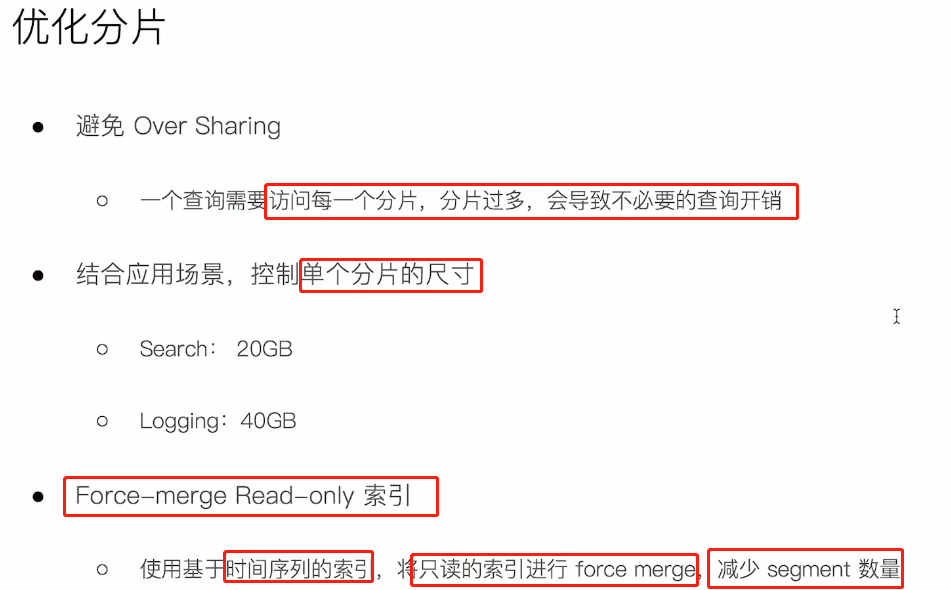 优化分片
避免 Over Sharing
一个查询需要访问每一个分片，分片过多，会导致不必要的查询开销
结合应用场景，控制单个分片的尺寸
Search： 20GB
Logging：40GB
Force-merge Read-only 索引
使用基于时间序列的索引，将只读的索引进行 force merge，减少 segment 数量